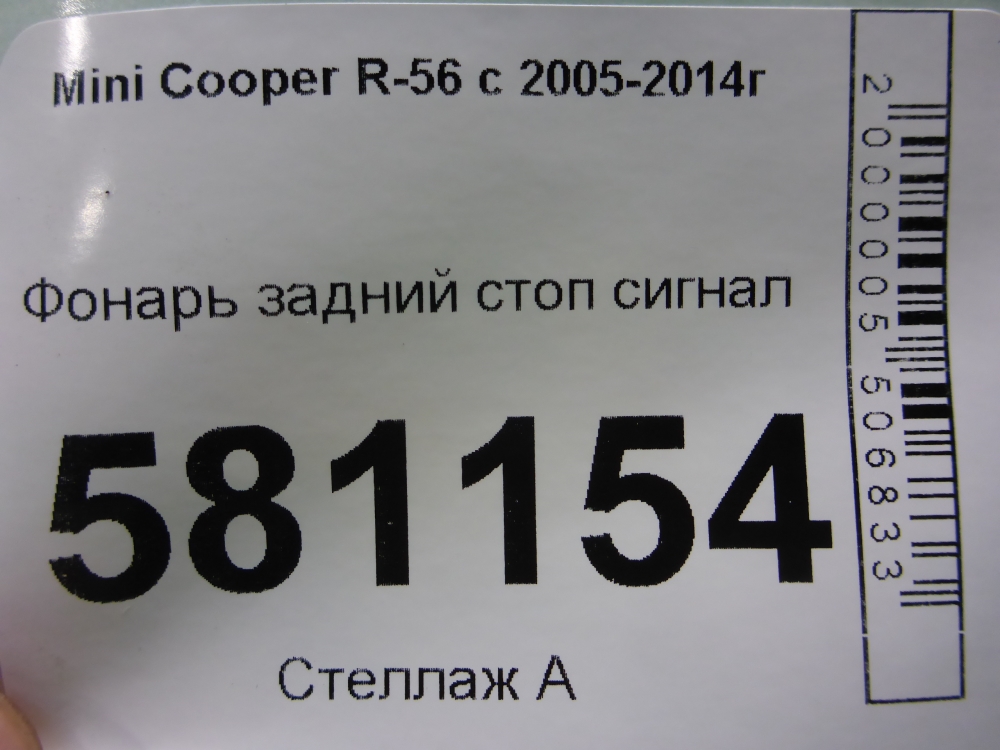 Mini Cooper R-56 с 2005-2014г
Фонарь задний стоп сигнал
581154
Стеллаж А
2000005506833